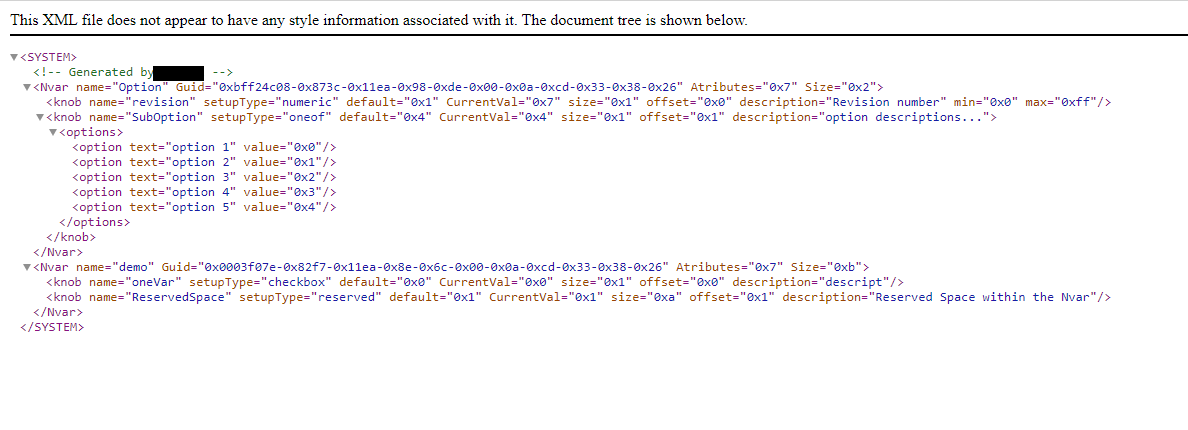 This XML file does not appear to have any style information associated with it. The document tree is shown below.
▼<SYSTEM>
<!-- Generated by -->
▼<Nvar name="Option" Guid="0xbff24c08-0x873c-0x11ea-0x98-0xde-0x00-0x0a-0xcd-0x33-0x38-0x26" Atributes="0x7" Size="0x2">
<knob name="revision" setupType="numeric" default="0x1" CurrentVal="0x7" size="0x1" offset="0x0" description="Revision number" min="0x0" max="0xff"/>
▼<knob name="SubOption" setupType="oneof" default="0x4" CurrentVal="0x4" size="0x1" offset="0x1" description="option descriptions...">
▼<options>
<option text="option 1" value="0x0"/>
<option text="option 2" value="0x1"/>
<option text="option 3" value="0x2"/>
<option text="option 4" value="0x3"/>
<option text="option 5" value="0x4"/>
</options>
</knob>
</Nvar>
▼<Nvar name="demo" Guid="0x0003f07e-0x82f7-0x11ea-0x8e-0x6c-0x00-0x0a-0xcd-0x33-0x38-0x26" Atributes="0x7" Size="0xb">
<knob name="oneVar" setupType="checkbox" default="0x0" CurrentVal="0x0" size="0x1" offset="0x0" description="descript"/>
<knob name="ReservedSpace" setupType="reserved" default="0x1" CurrentVal="0x1" size="0xa" offset="0x1" description="Reserved Space within the Nvar"/>
</Nvar>
</SYSTEM>